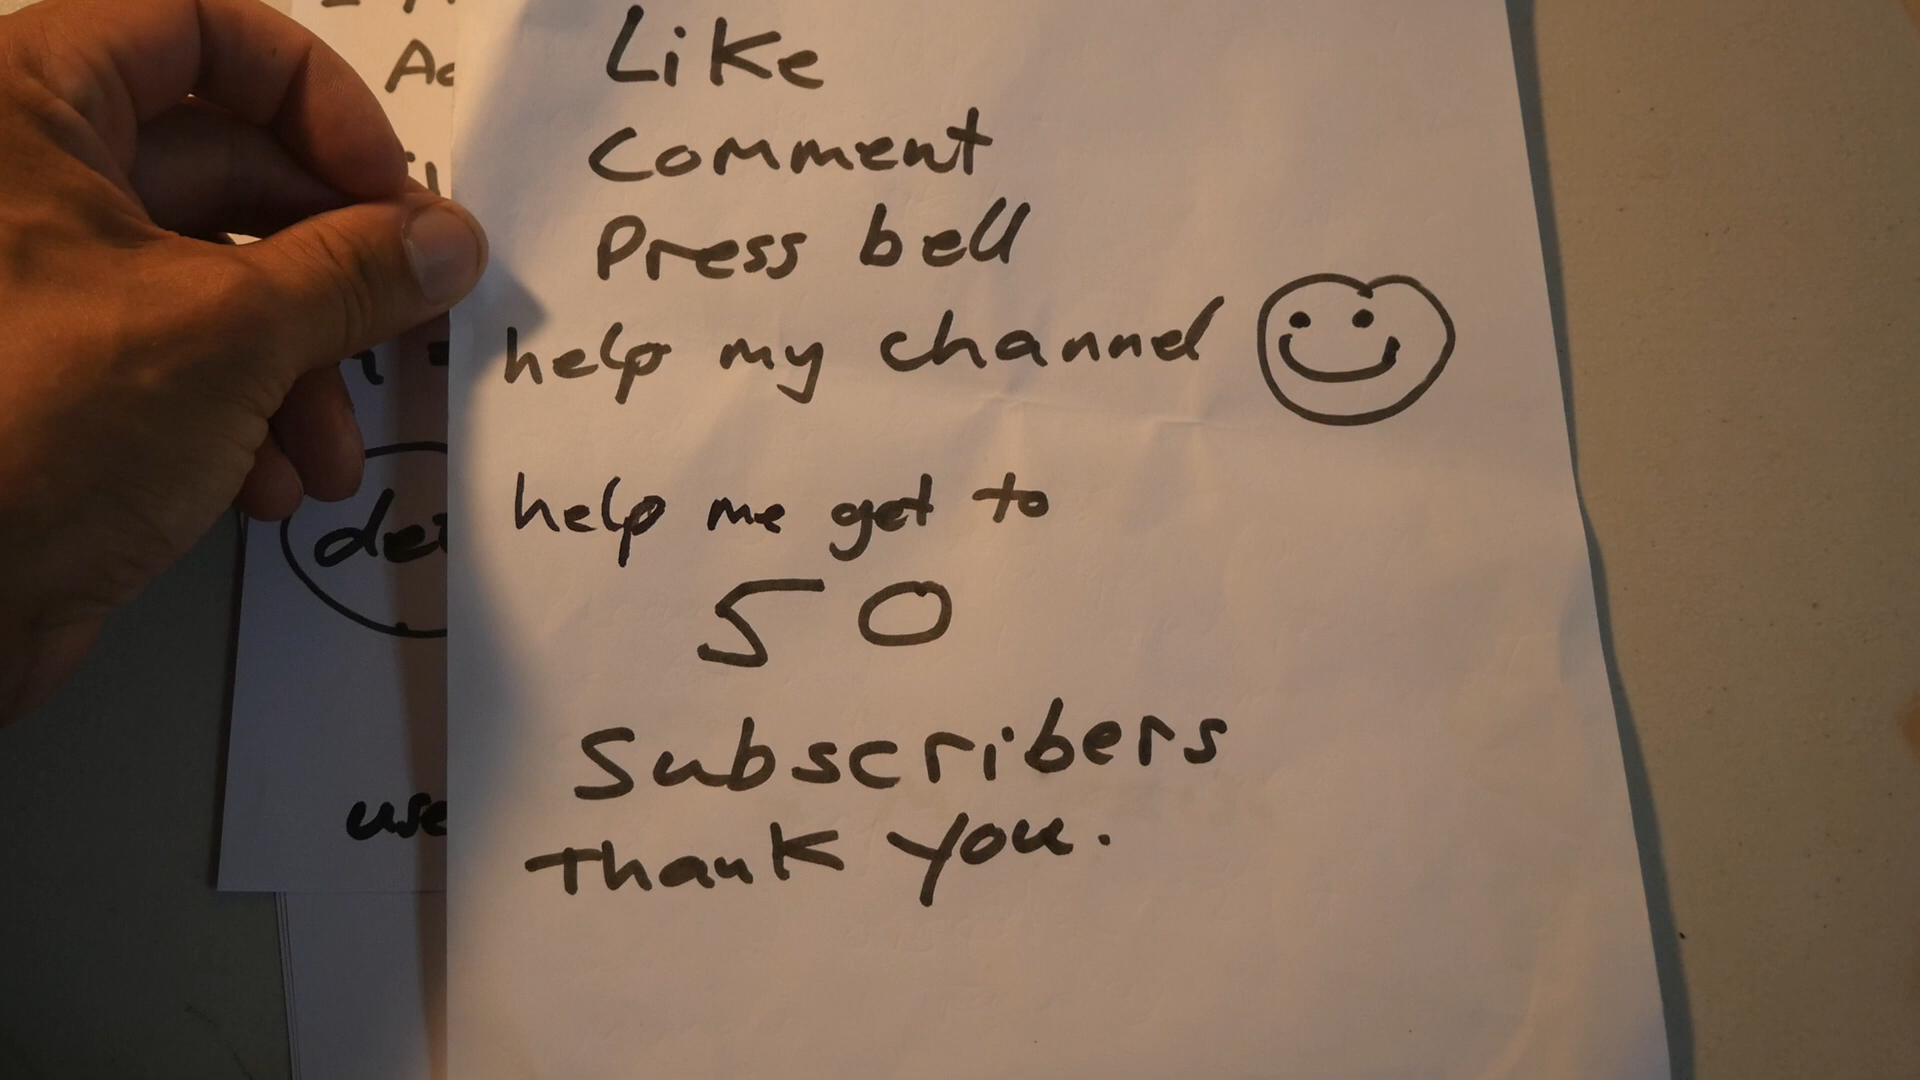 Like
Comment
Press bell
help my channel
help me get to
50
Subscribers
Thank you.